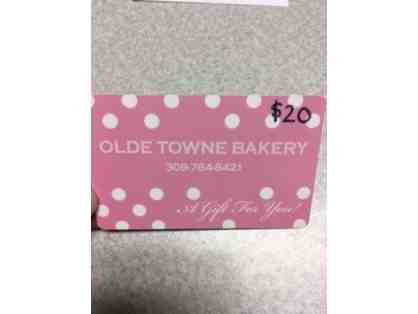 $20
OLDE TOWNE BAKERY
309-764-8421
A Gift For You!